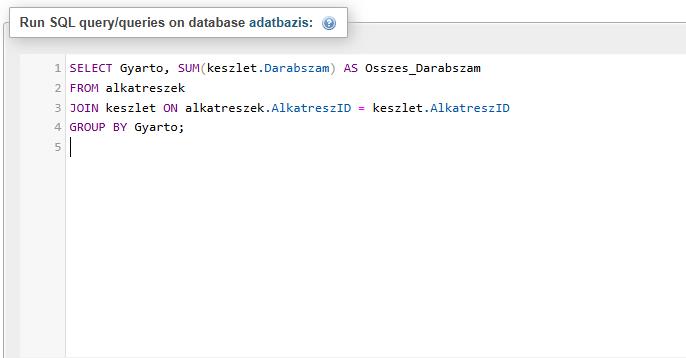 Run SQL query/queries on database adatbazis:
1 SELECT Gyarto, SUM(keszlet.Darabszam) AS Osszes_Darabszam
2 FROM alkatreszek
3 JOIN keszlet ON alkatreszek.AlkatreszID = keszlet.AlkatreszID
4 GROUP BY Gyarto;
5